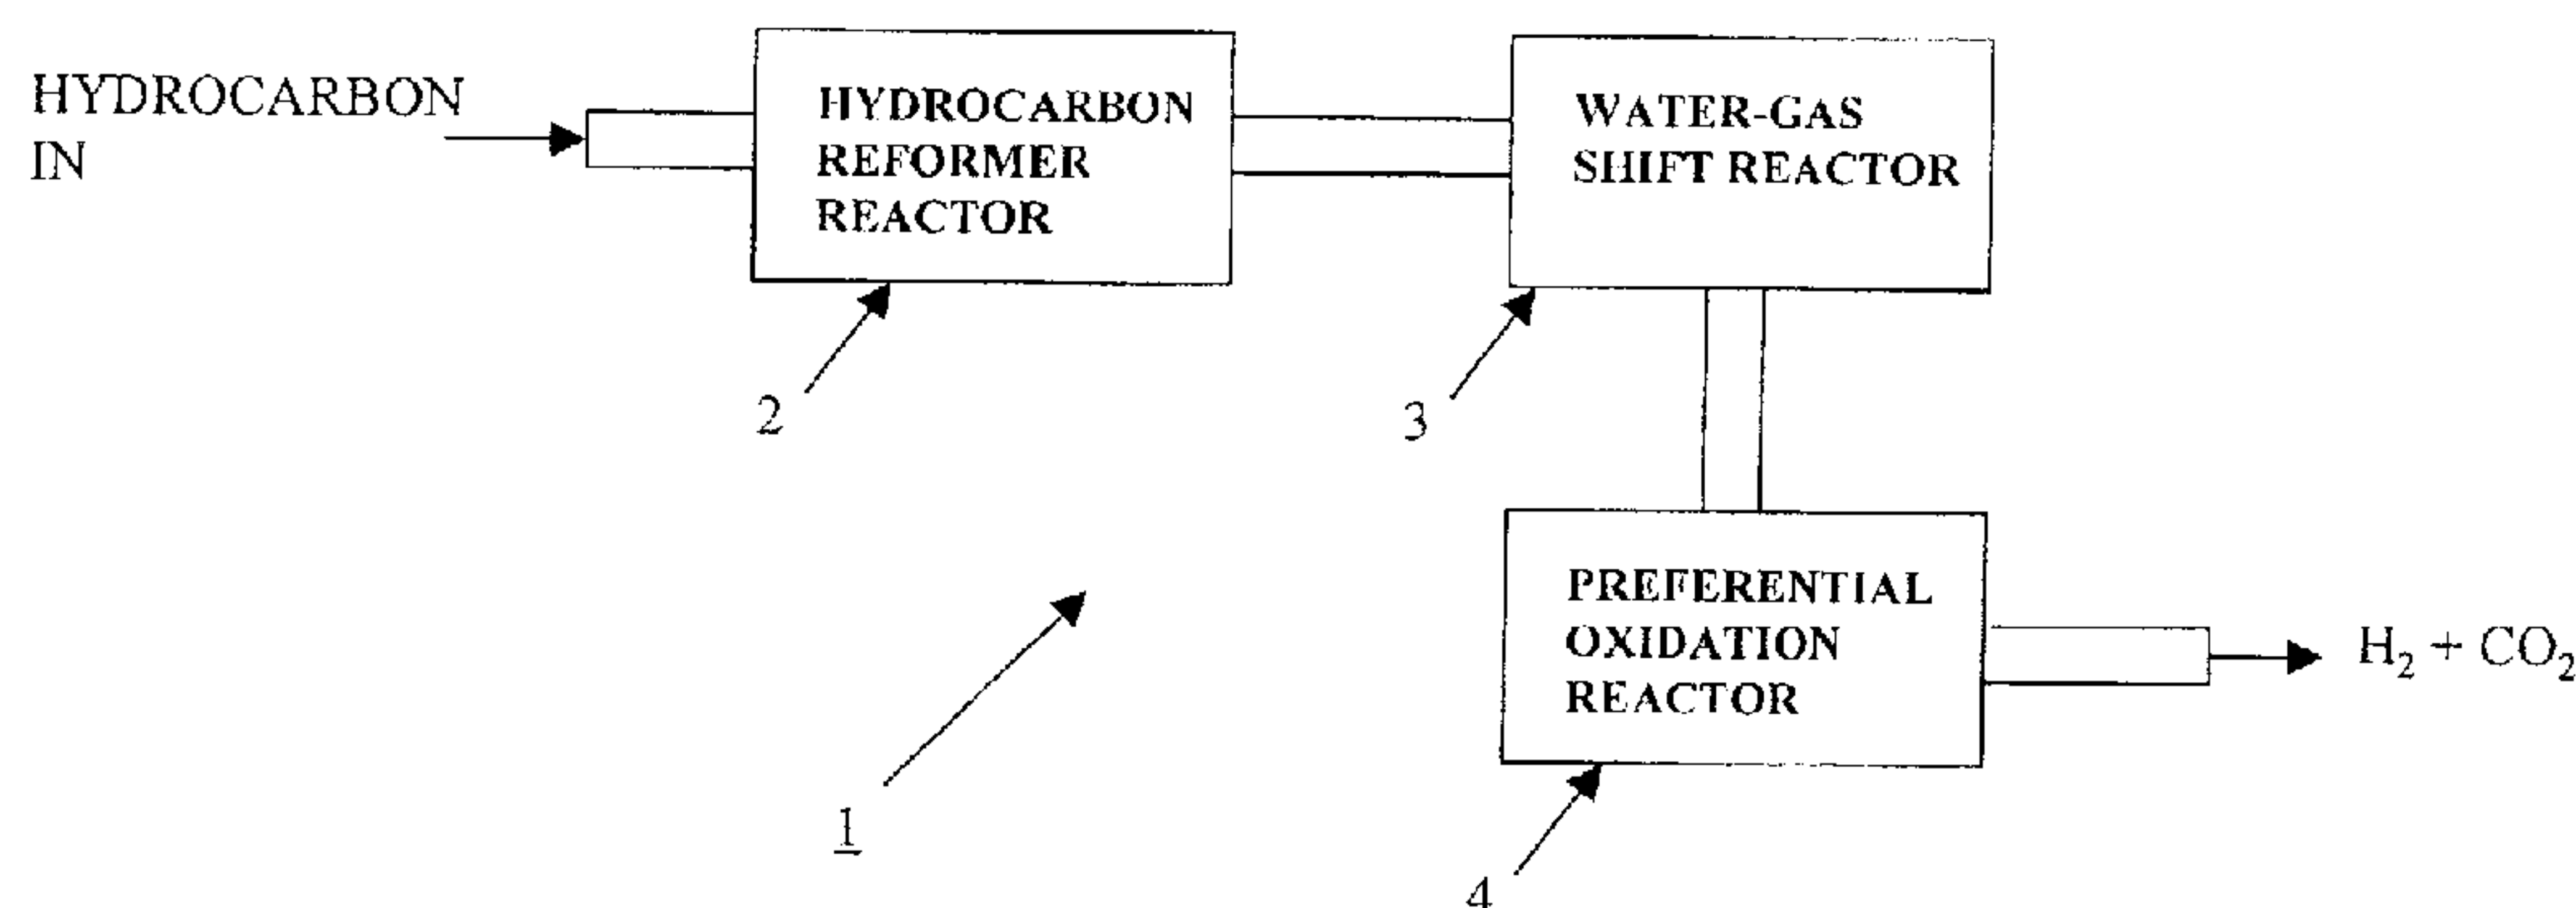 HYDROCARBON
IN
HYDROCARBON
REFORMER
REACTOR
WATER-GAS
SHIFT REACTOR
2
3
PREFERENTIAL
OXIDATION
REACTOR
H₂ + CO₂
1
4